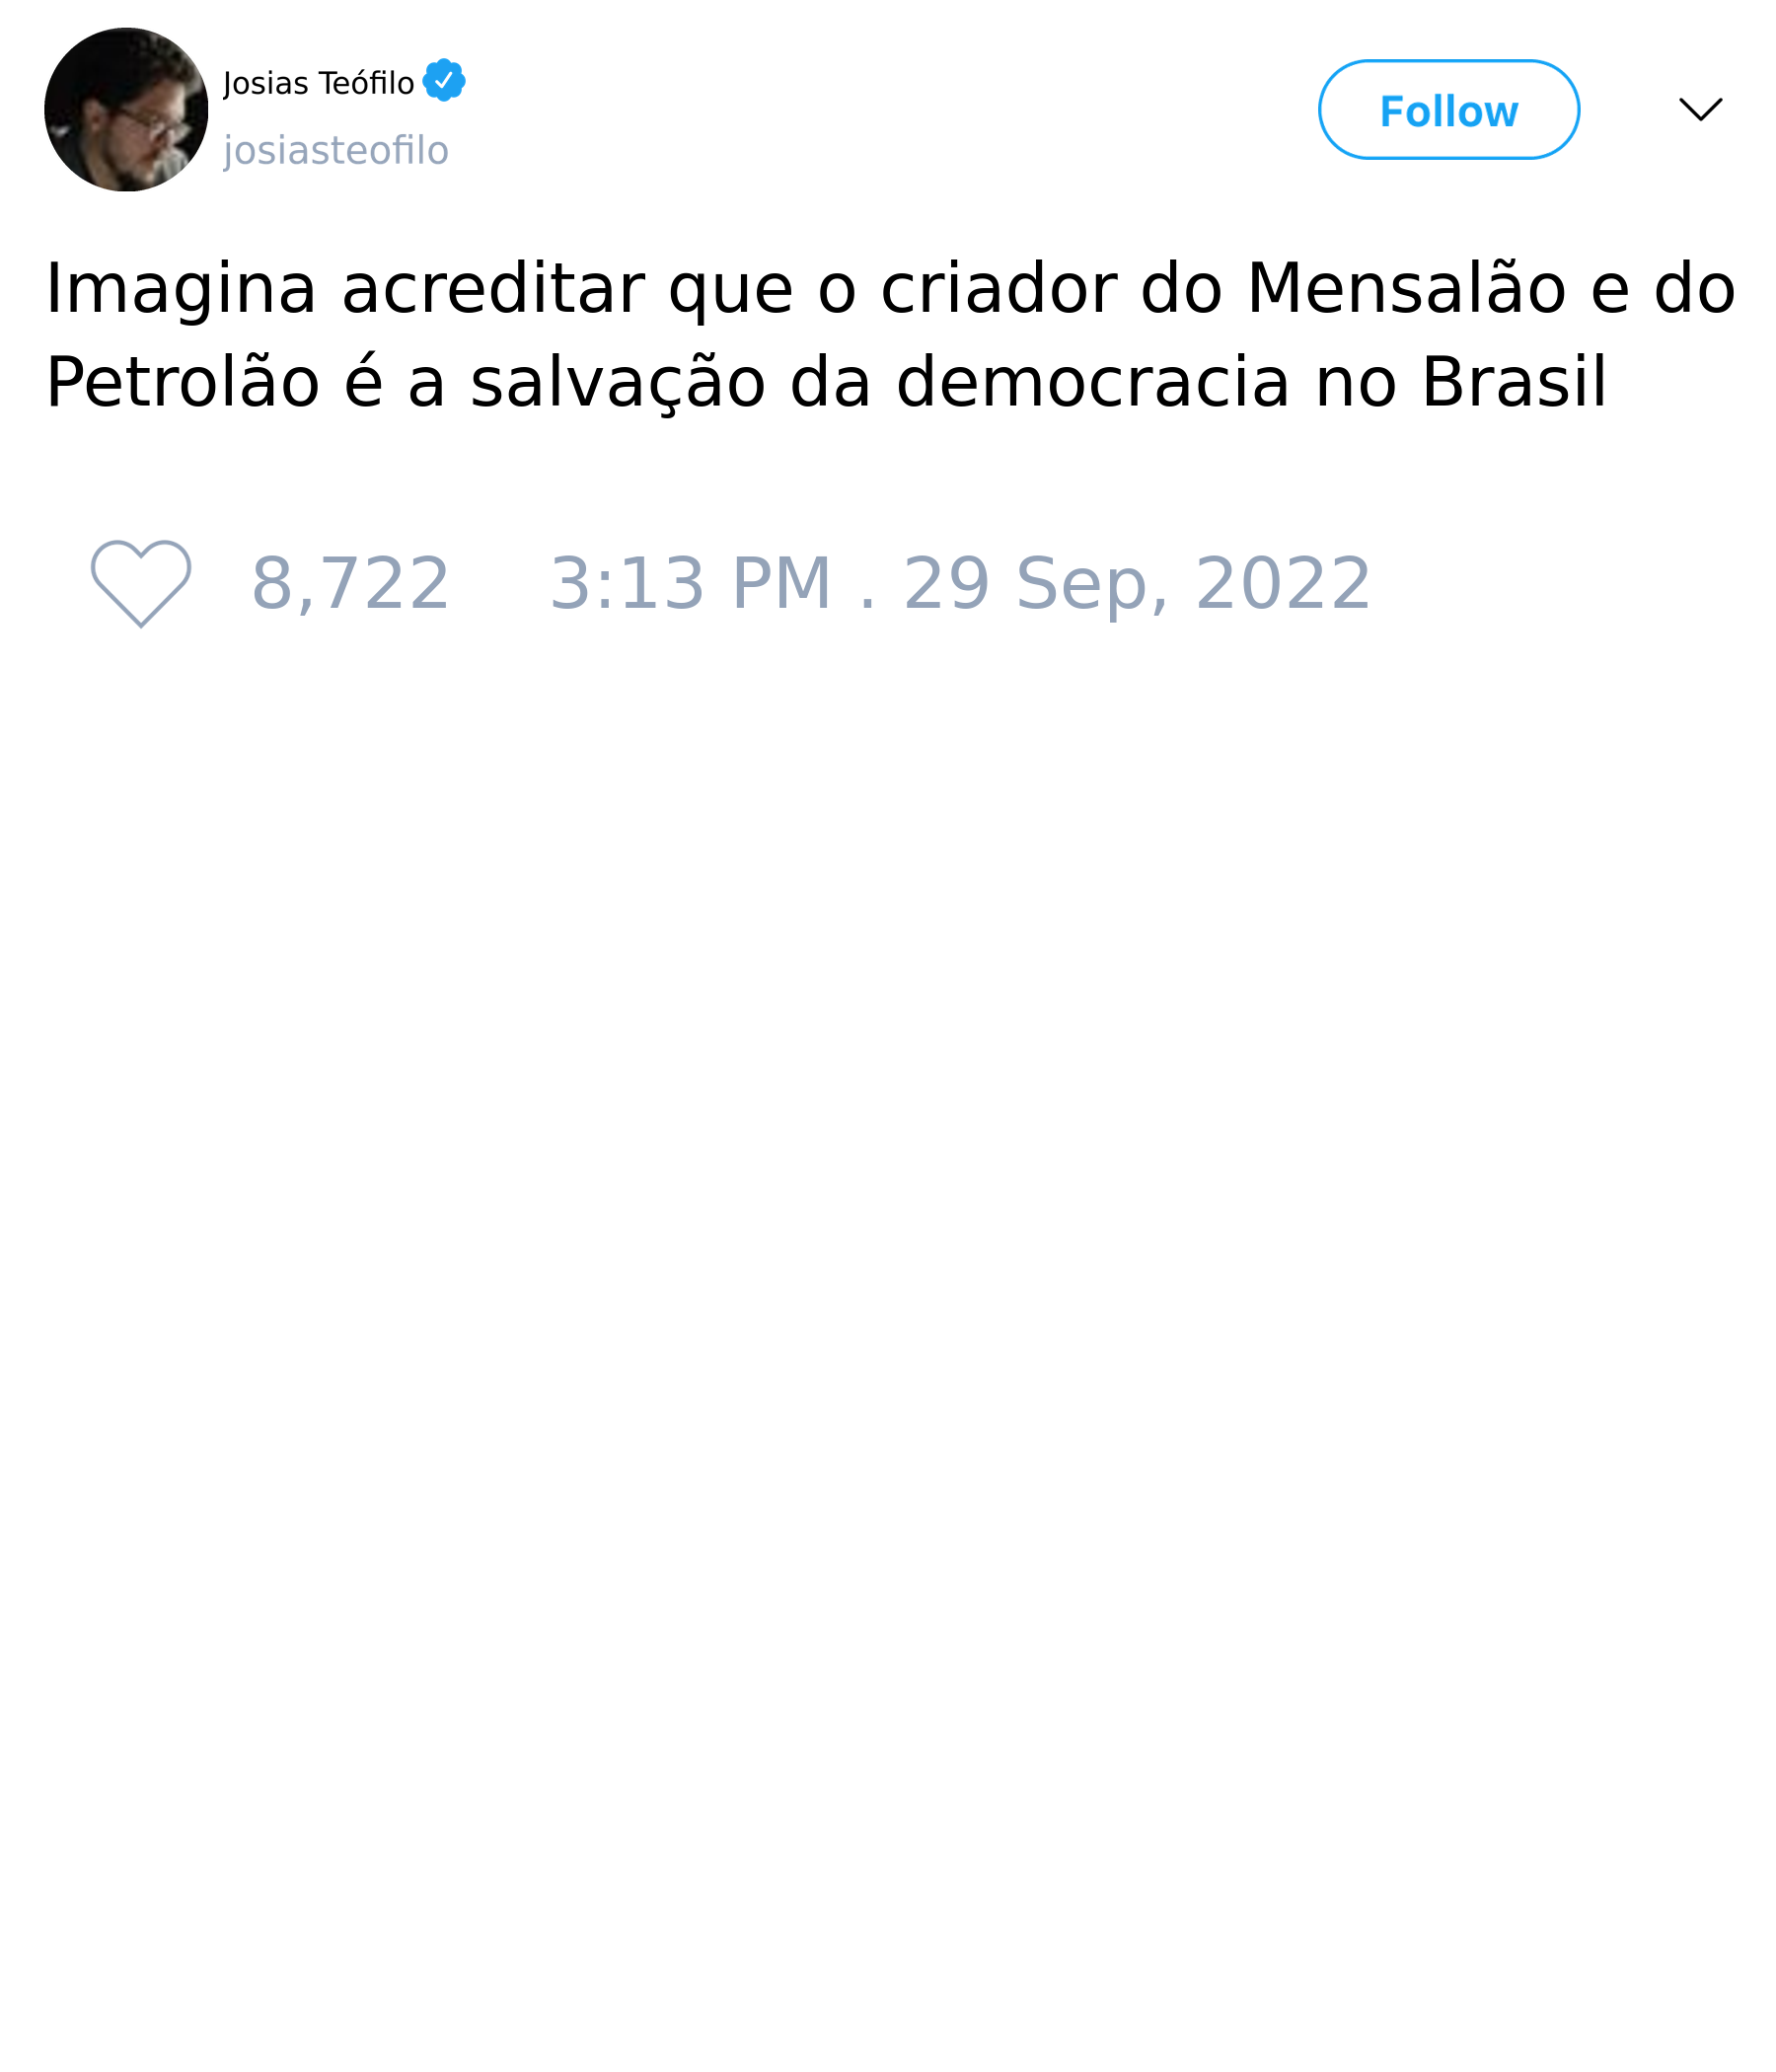 Josias Teófilo
josiasteofilo
Follow
Imagina acreditar que o criador do Mensalão e do
Petrolão é a salvação da democracia no Brasil
8,722 3:13 PM . 29 Sep, 2022